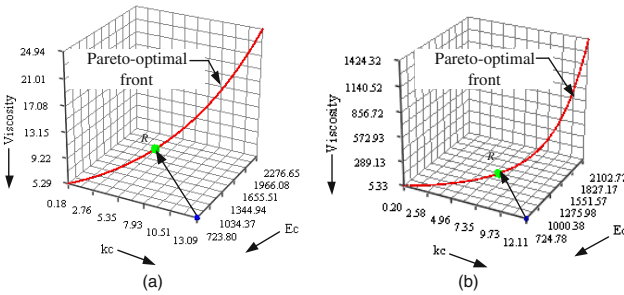 24.94
21.01
17.08
13.15
9.22
5.29
Viscosity
Pareto-optimal
front
R
0.18
2.76
5.35
7.93
10.51
13.09
kc
2276.65
1966.08
1655.51
1344.94
1034.37
723.80
Ec
(a)
1424.32
1140.52
856.72
572.93
289.13
5.33
Viscosity
Pareto-optimal
front
R
0.20
2.58
4.96
7.35
9.73
12.11
kc
2102.77
1827.17
1551.57
1275.98
1000.38
724.78
Ec
(b)